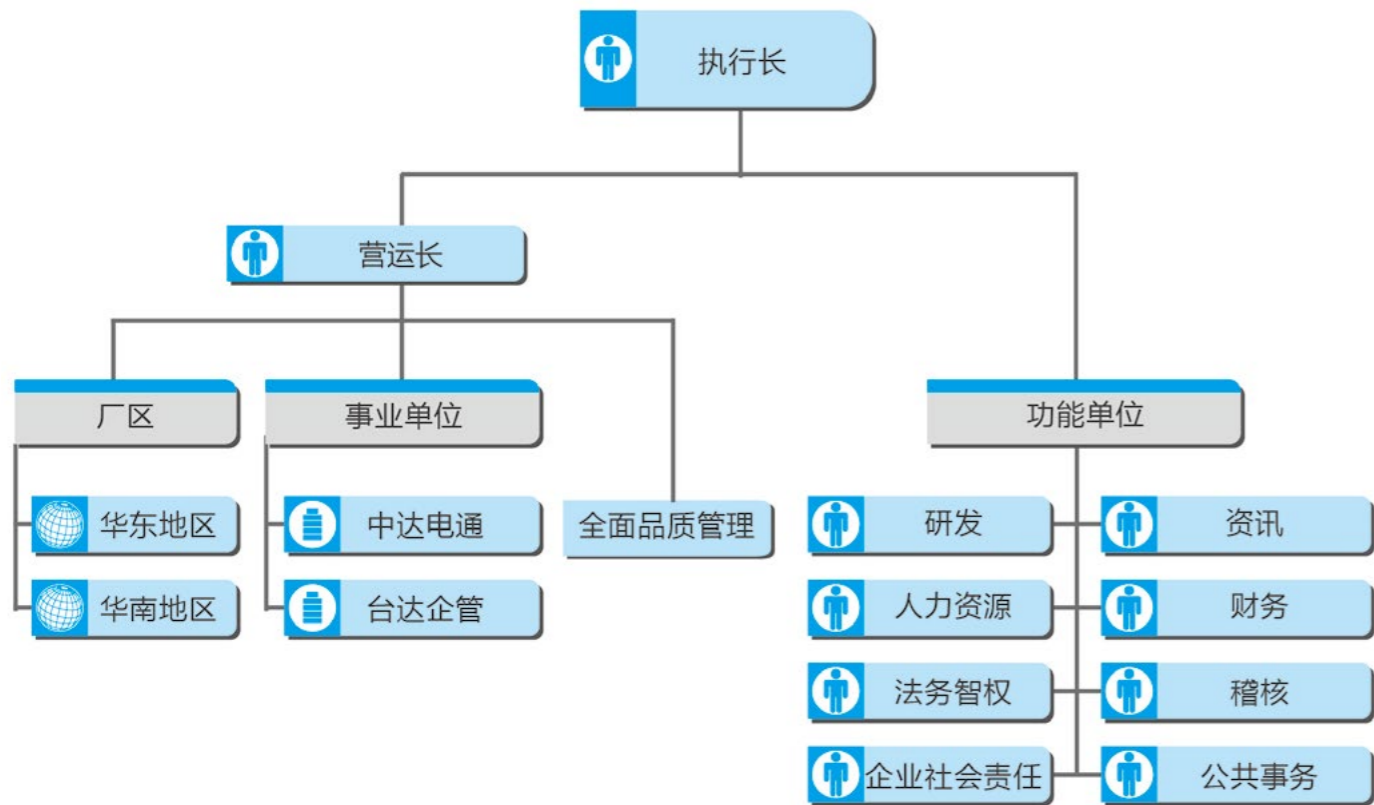 执行长
营运长
厂区
事业单位
功能单位
华东地区
中达电通
全面品质管理
研发
资讯
华南地区
台达企管
人力资源
财务
法务智权
稽核
企业社会责任
公共事务